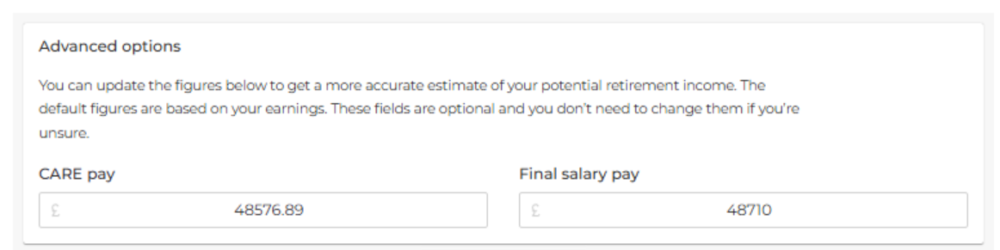 Advanced options
You can update the figures below to get a more accurate estimate of your potential retirement income. The
default figures are based on your earnings. These fields are optional and you don't need to change them if you're
unsure.
CARE pay
Final salary pay
£ 48576.89
£ 48710